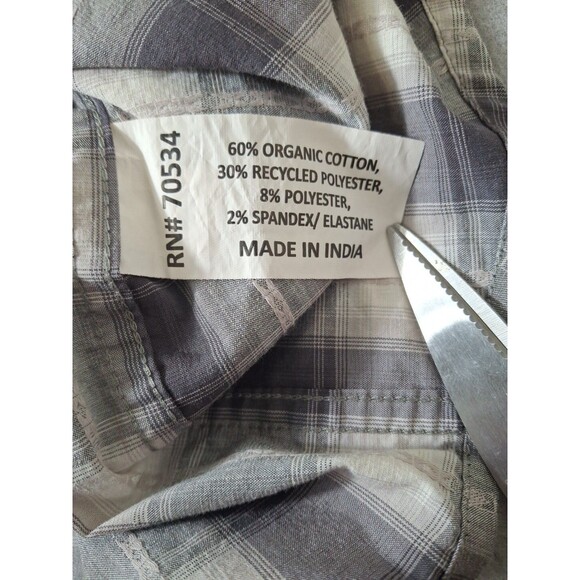 RN# 70534
60% ORGANIC COTTON,
30% RECYCLED POLYESTER,
8% POLYESTER,
2% SPANDEX/ ELASTANE
MADE IN INDIA